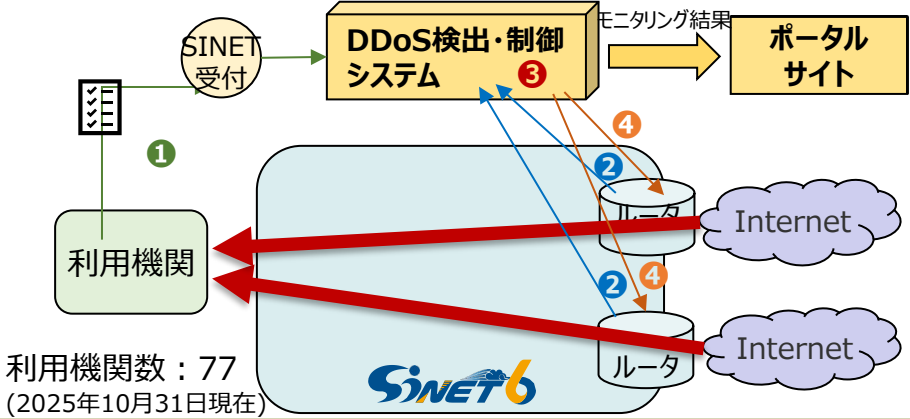 SINET
受付
DDoS検出・制御
システム
❸
モニタリング結果
ポータル
サイト
❶
❹
❷
ルータ
Internet
利用機関
❹
❷
ルータ
Internet
利用機関数：77
(2025年10月31日現在)
SINET6